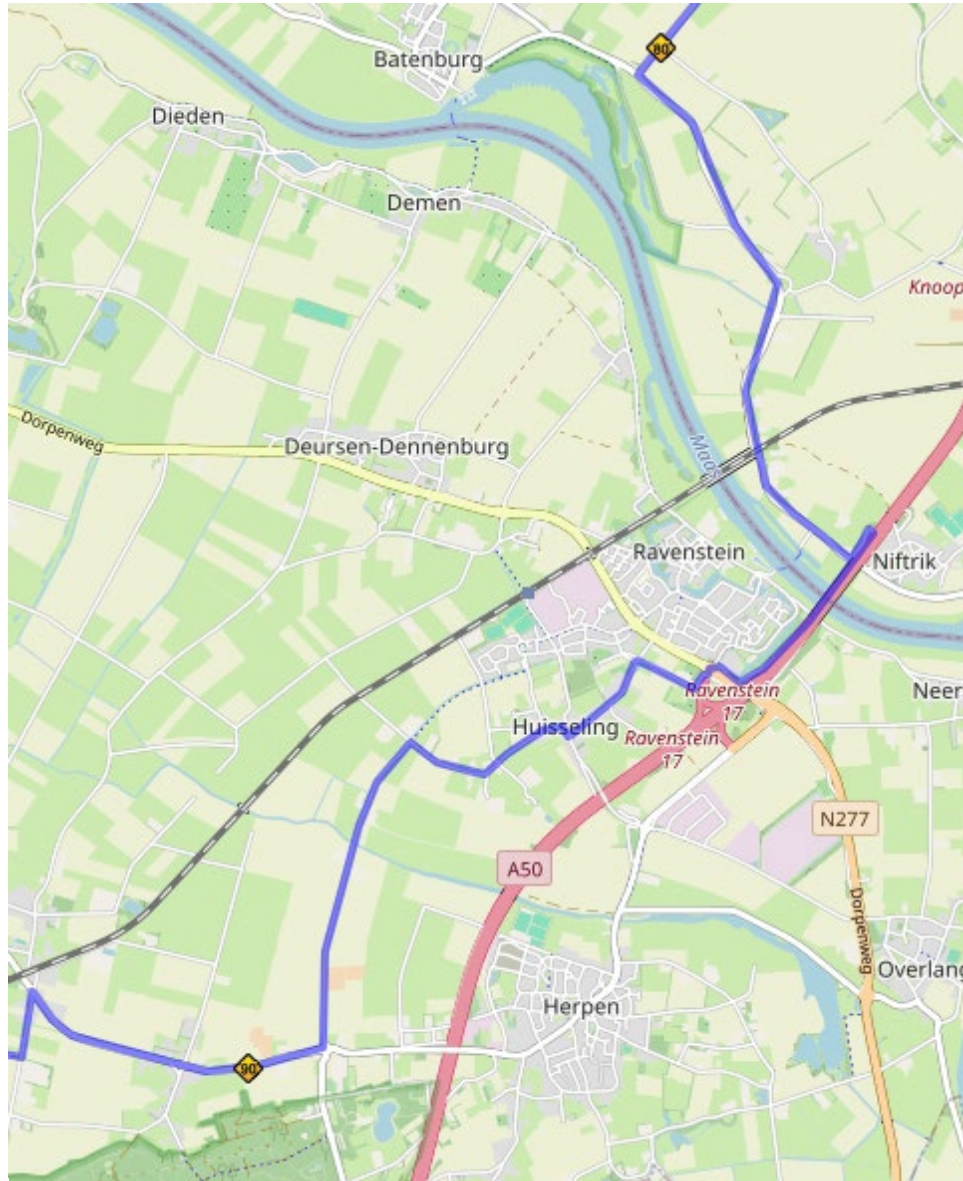 80
Batenburg
Dieden
Demen
Knoop
Dorpenweg
Deursen-Dennenburg
Maas
Ravenstein
Niftrik
Ravenstein
17
Neer
Huisseling
Ravenstein
17
N277
A50
Dorpenweg
Overlang
Herpen
90